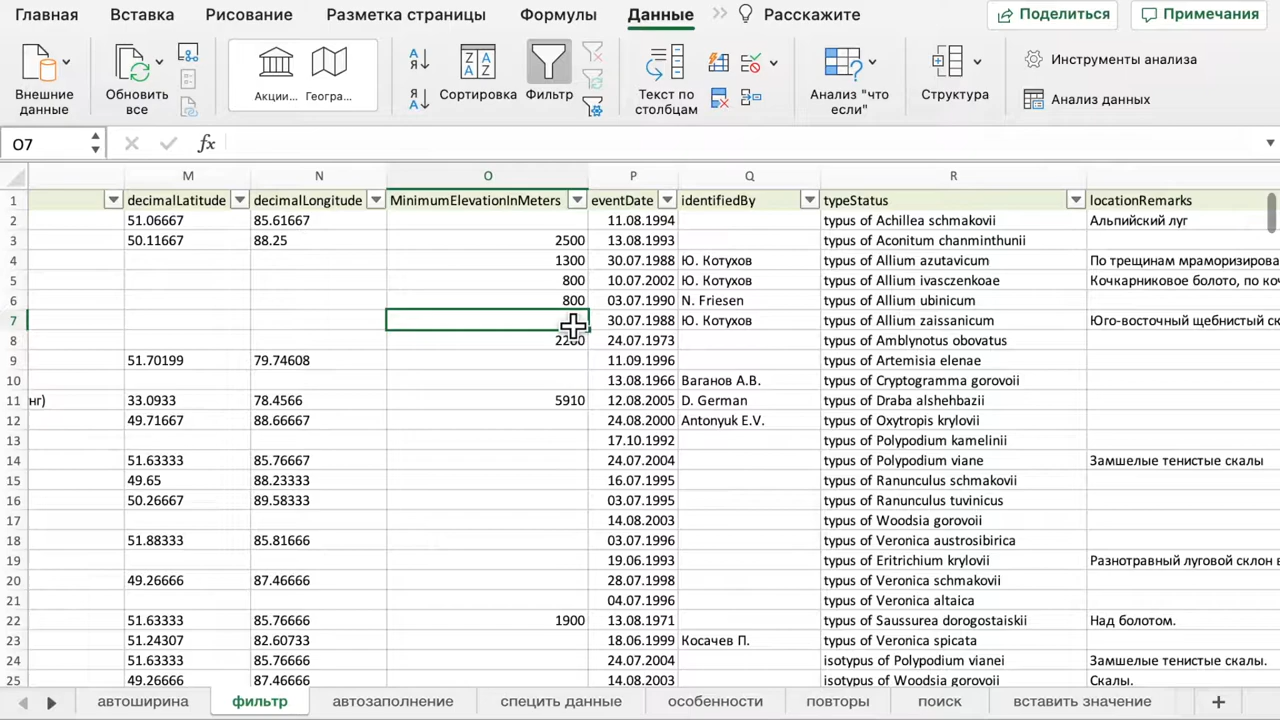 Главная Вставка Рисование Разметка страницы Формулы Данные >> Расскажите Поделиться Примечания
Внешние данные Обновить все Акции... Геогра... Сортировка Фильтр Текст по столбцам Анализ "что если" Структура Инструменты анализа
Анализ данных
O7 fx
M N O P Q R
1 decimalLatitude decimalLongitude MinimumElevationInMeters eventDate identifiedBy typeStatus locationRemarks
2 51.06667 85.61667 11.08.1994 typus of Achillea schmakovii Альпийский луг
3 50.11667 88.25 2500 13.08.1993 typus of Aconitum chanminthunii
4 1300 30.07.1988 Ю. Котухов typus of Allium azutavicum По трещинам мраморизирова
5 800 10.07.2002 Ю. Котухов typus of Allium ivasczenkoae Кочкарниковое болото, по ко
6 800 03.07.1990 N. Friesen typus of Allium ubinicum
7 30.07.1988 Ю. Котухов typus of Allium zaissanicum Юго-восточный щебнистый ск
8 24.07.1973 typus of Amblynotus obovatus
9 51.70199 79.74608 11.09.1996 typus of Artemisia elenae
10 13.08.1966 Ваганов А.В. typus of Cryptogramma gorovoii
11 нг) 33.0933 78.4566 5910 12.08.2005 D. German typus of Draba alshehbazii
12 49.71667 88.66667 24.08.2000 Antonyuk E.V. typus of Oxytropis krylovii
13 17.10.1992 typus of Polypodium kamelinii
14 51.63333 85.76667 24.07.2004 typus of Polypodium viane Замшелые тенистые скалы
15 49.65 88.23333 16.07.1995 typus of Ranunculus schmakovii
16 50.26667 89.58333 03.07.1995 typus of Ranunculus tuvinicus
17 14.08.2003 typus of Woodsia gorovoii
18 51.88333 85.81666 03.07.1996 typus of Veronica austrosibirica
19 19.06.1993 typus of Eritrichium krylovii Разнотравный луговой склон в
20 49.26666 87.46666 28.07.1998 typus of Veronica schmakovii
21 04.07.1996 typus of Veronica altaica
22 51.63333 85.76666 1900 13.08.1971 typus of Saussurea dorogostaiskii Над болотом.
23 51.24307 82.60733 18.06.1999 Косачев П. typus of Veronica spicata
24 51.63333 85.76666 24.07.2004 isotypus of Polypodium vianei Замшелые тенистые скалы.
25 49.26666 87.46666 14.08.2003 isotypus of Woodsia gorovoii Скалы.
автоширина фильтр автозаполнение специть данные особенности повторы поиск вставить значение +